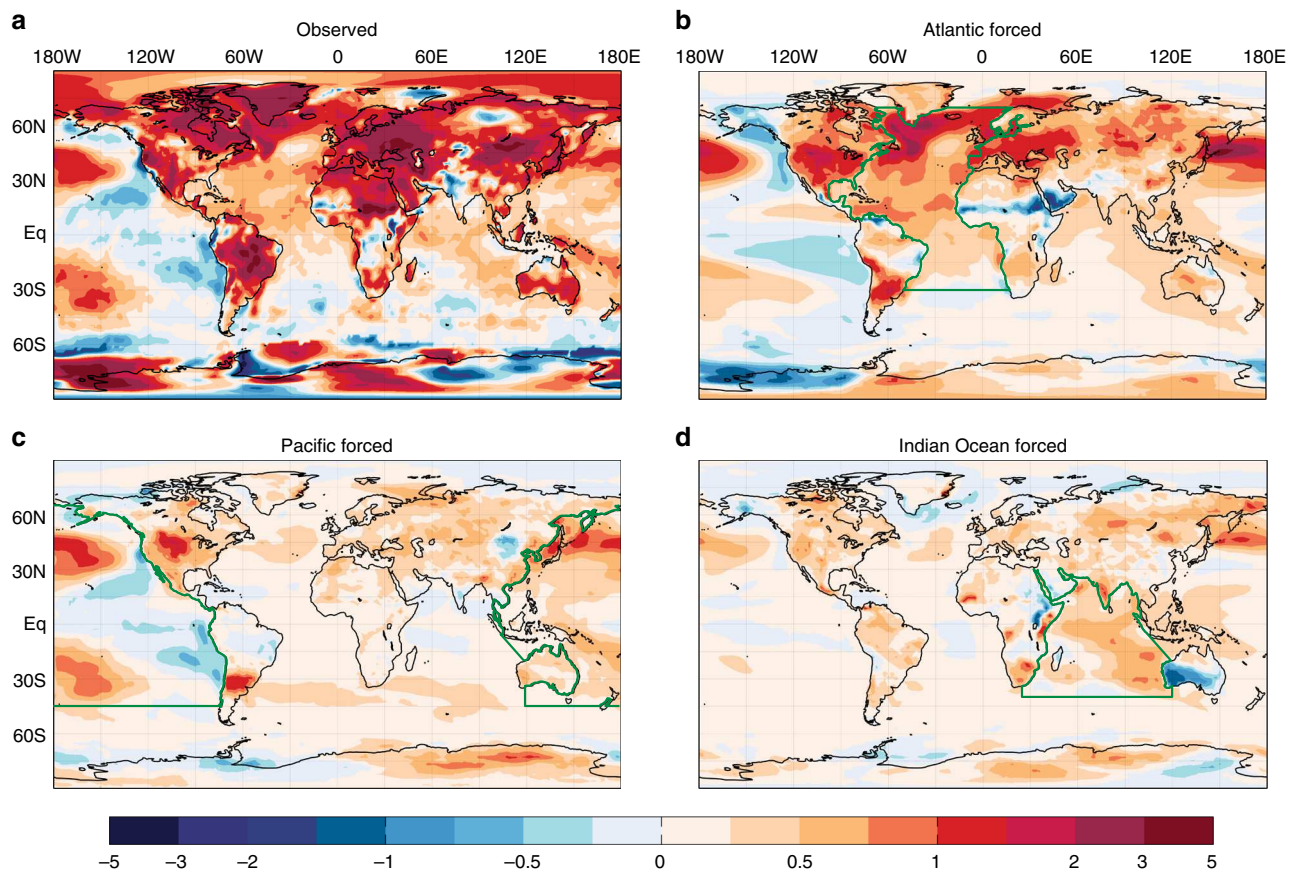 a
Observed
180W 120W 60W 0 60E 120E 180E
60N
30N
Eq
30S
60S
b
Atlantic forced
180W 120W 60W 0 60E 120E 180E
c
Pacific forced
60N
30N
Eq
30S
60S
d
Indian Ocean forced
–5 –3 –2 –1 –0.5 0 0.5 1 2 3 5